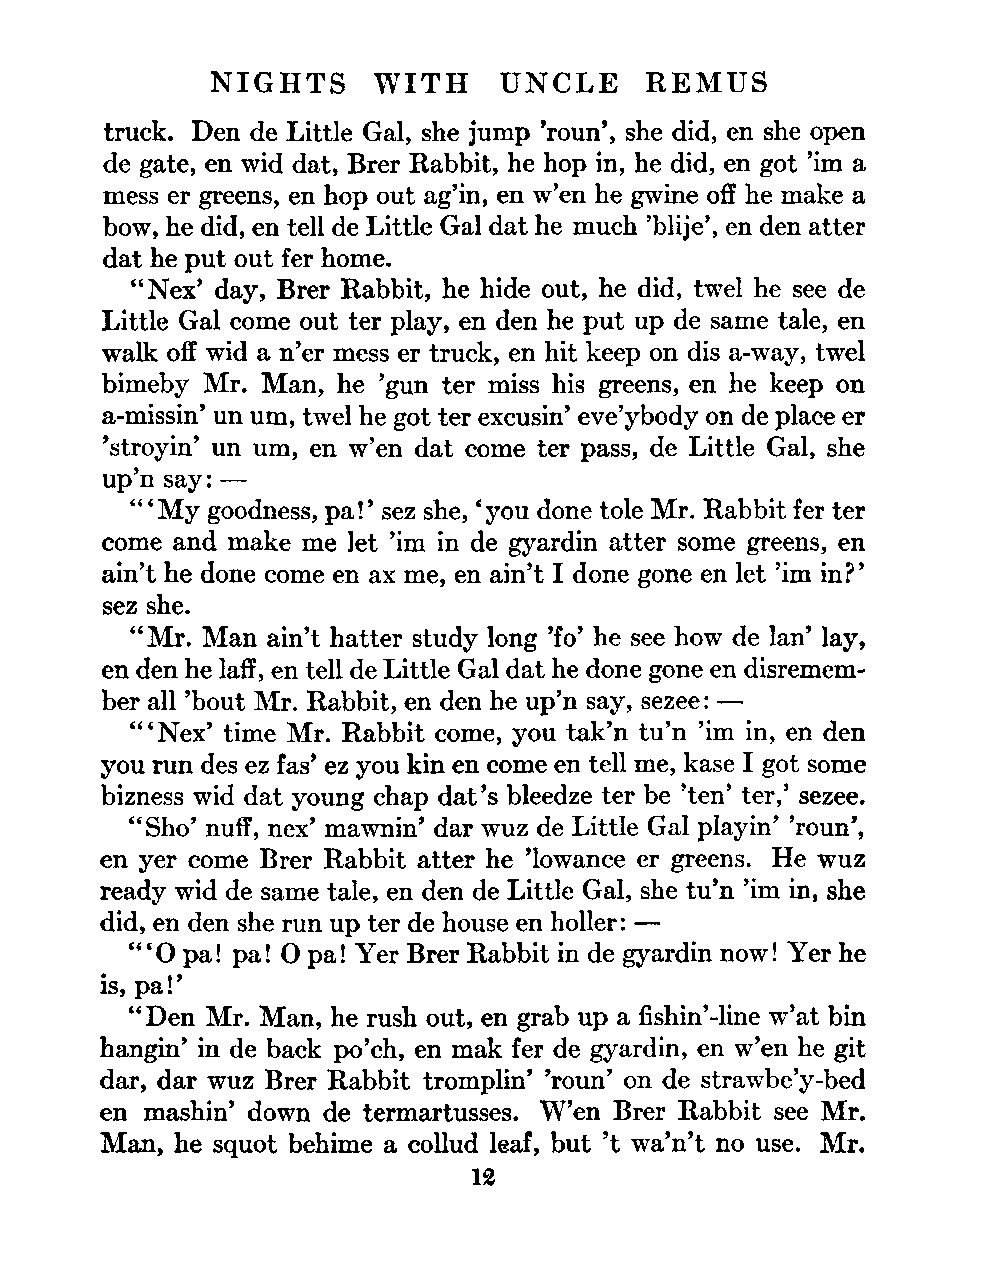 NIGHTS WITH UNCLE REMUS
truck. Den de Little Gal, she jump 'roun', she did, en she open
de gate, en wid dat, Brer Rabbit, he hop in, he did, en got 'im a
mess er greens, en hop out ag'in, en w'en he gwine off he make a
bow, he did, en tell de Little Gal dat he much 'blije', en den atter
dat he put out fer home.
"Nex' day, Brer Rabbit, he hide out, he did, twel he see de
Little Gal come out ter play, en den he put up de same tale, en
walk off wid a n'er mess er truck, en hit keep on dis a-way, twel
bimeby Mr. Man, he 'gun ter miss his greens, en he keep on
a-missin' un um, twel he got ter excusin' eve'ybody on de place er
'stroyin' un um, en w'en dat come ter pass, de Little Gal, she
up'n say: —
"'My goodness, pa!' sez she, 'you done tole Mr. Rabbit fer ter
come and make me let 'im in de gyardin atter some greens, en
ain't he done come en ax me, en ain't I done gone en let 'im in?'
sez she.
"Mr. Man ain't hatter study long 'fo' he see how de lan' lay,
en den he laff, en tell de Little Gal dat he done gone en disremem-
ber all 'bout Mr. Rabbit, en den he up'n say, sezee: —
"'Nex' time Mr. Rabbit come, you tak'n tu'n 'im in, en den
you run des ez fas' ez you kin en come en tell me, kase I got some
bizness wid dat young chap dat's bleedze ter be 'ten' ter,' sezee.
"Sho' nuff, nex' mawnin' dar wuz de Little Gal playin' 'roun',
en yer come Brer Rabbit atter he 'lowance er greens. He wuz
ready wid de same tale, en den de Little Gal, she tu'n 'im in, she
did, en den she run up ter de house en holler: —
"'O pa! pa! O pa! Yer Brer Rabbit in de gyardin now! Yer he
is, pa!'
"Den Mr. Man, he rush out, en grab up a fishin'-line w'at bin
hangin' in de back po'ch, en mak fer de gyardin, en w'en he git
dar, dar wuz Brer Rabbit tromplin' 'roun' on de strawbe'y-bed
en mashin' down de termartusses. W'en Brer Rabbit see Mr.
Man, he squot behime a collud leaf, but 't wa'n't no use. Mr.
12